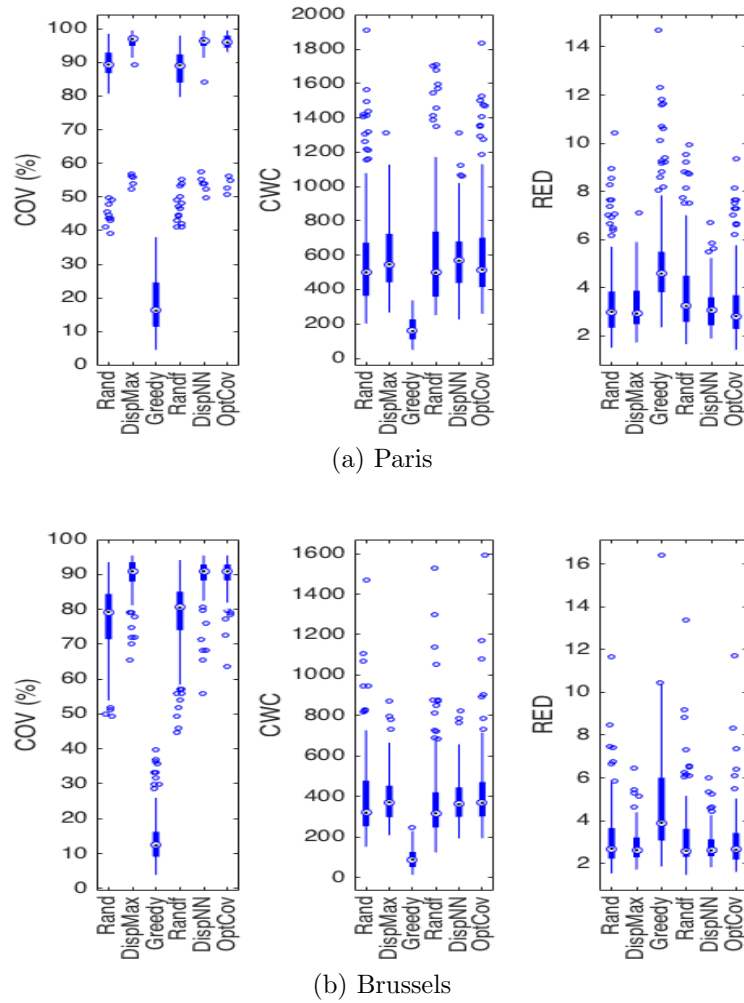 COV (%)
100
90
80
70
60
50
40
30
20
10
0
Rand
DispMax
Greedy
Randf
DispNN
OptCov
CWC
2000
1800
1600
1400
1200
1000
800
600
400
200
0
Rand
DispMax
Greedy
Randf
DispNN
OptCov
RED
14
12
10
8
6
4
2
Rand
DispMax
Greedy
Randf
DispNN
OptCov
(a) Paris
COV (%)
100
90
80
70
60
50
40
30
20
10
0
Rand
DispMax
Greedy
Randf
DispNN
OptCov
CWC
1600
1400
1200
1000
800
600
400
200
0
Rand
DispMax
Greedy
Randf
DispNN
OptCov
RED
16
14
12
10
8
6
4
2
Rand
DispMax
Greedy
Randf
DispNN
OptCov
(b) Brussels